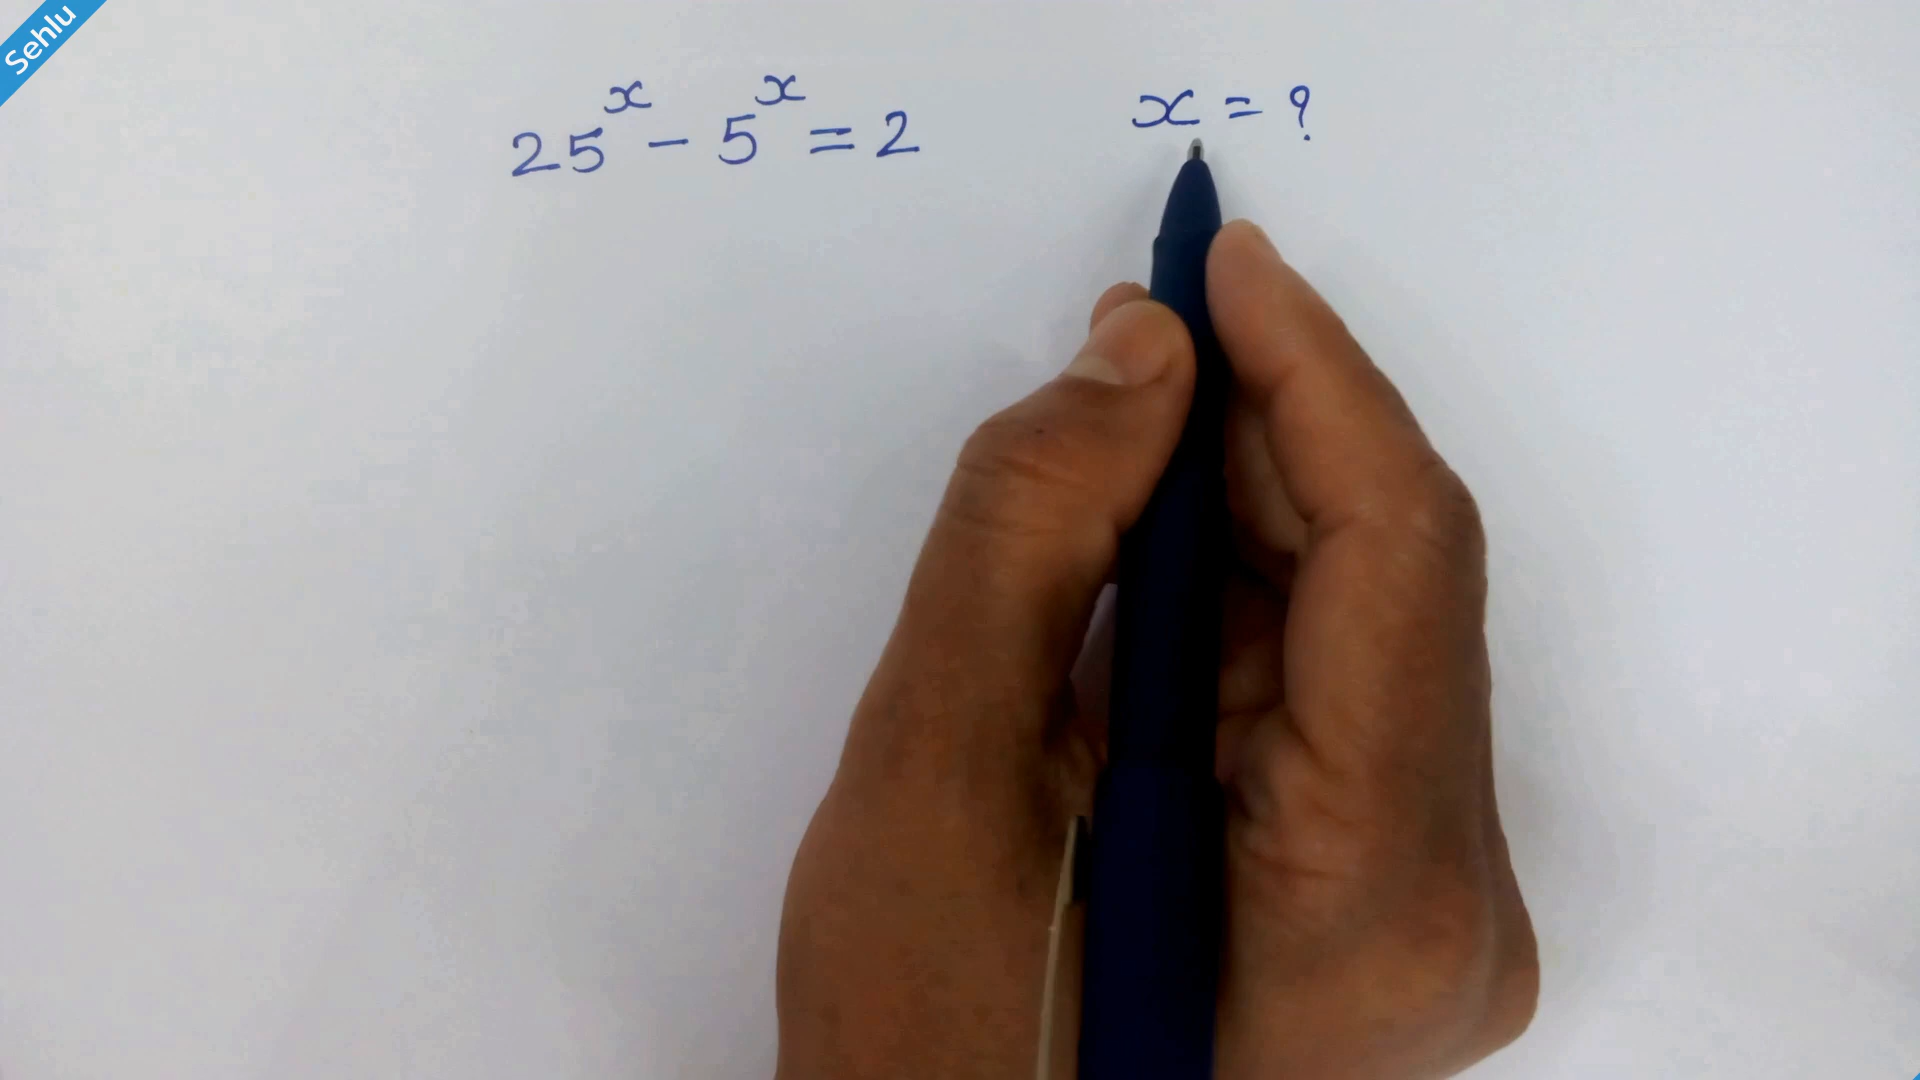 Sehlu
25^x - 5^x = 2    x = ?